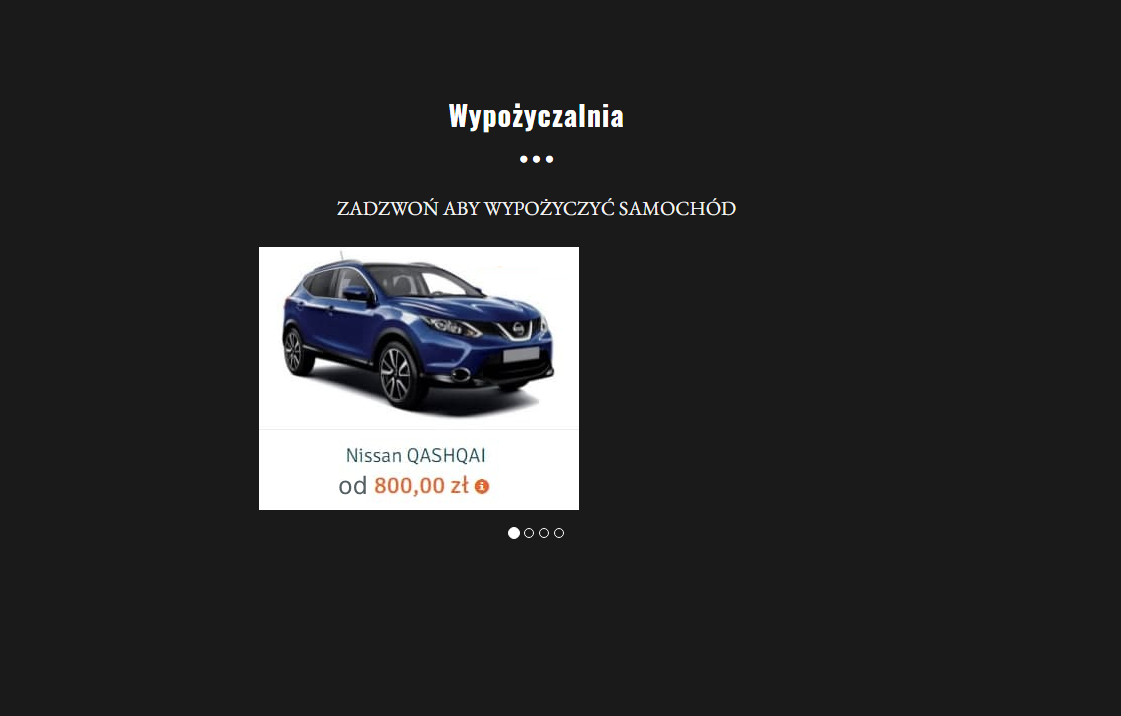 Wypożyczalnia
ZADZWOŃ ABY WYPOŻYCZYĆ SAMOCHÓD
Nissan QASHQAI
od 800,00 zł